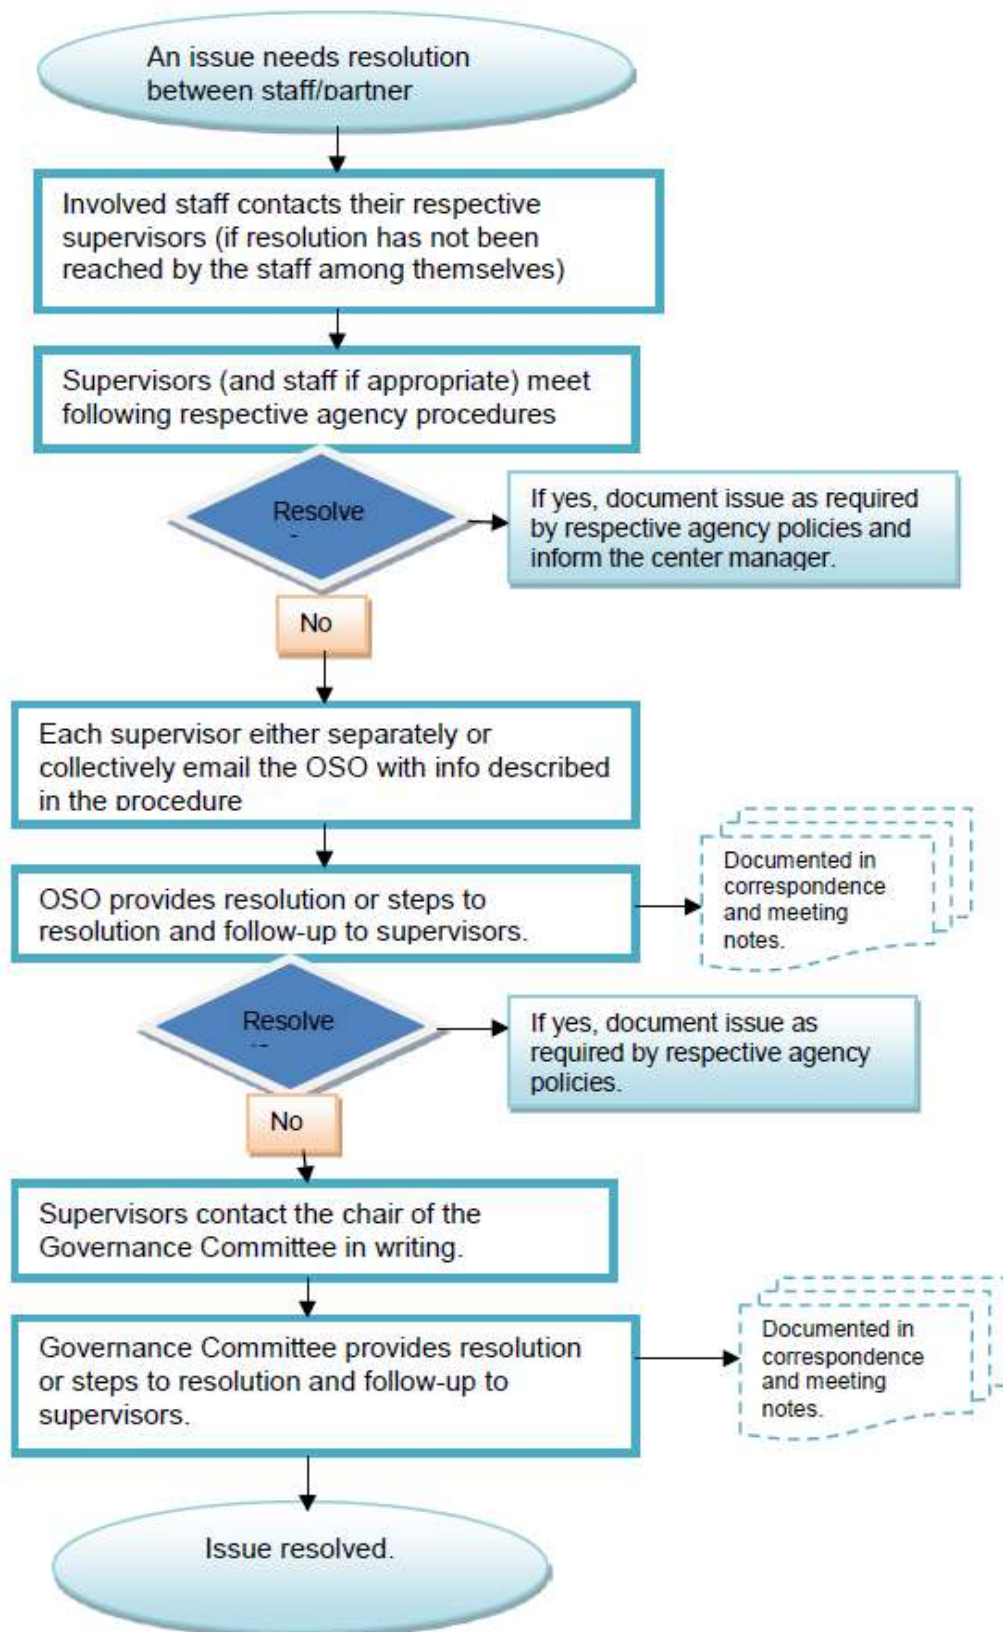 An issue needs resolution
between staff/partner
Involved staff contacts their respective
supervisors (if resolution has not been
reached by the staff among themselves)
Supervisors (and staff if appropriate) meet
following respective agency procedures
Resolve
If yes, document issue as required
by respective agency policies and
inform the center manager.
No
Each supervisor either separately or
collectively email the OSO with info described
in the procedure
OSO provides resolution or steps to
resolution and follow-up to supervisors.
Documented in
correspondence
and meeting
notes.
Resolve
If yes, document issue as
required by respective agency
policies.
No
Supervisors contact the chair of the
Governance Committee in writing.
Governance Committee provides resolution
or steps to resolution and follow-up to
supervisors.
Documented in
correspondence
and meeting
notes.
Issue resolved.